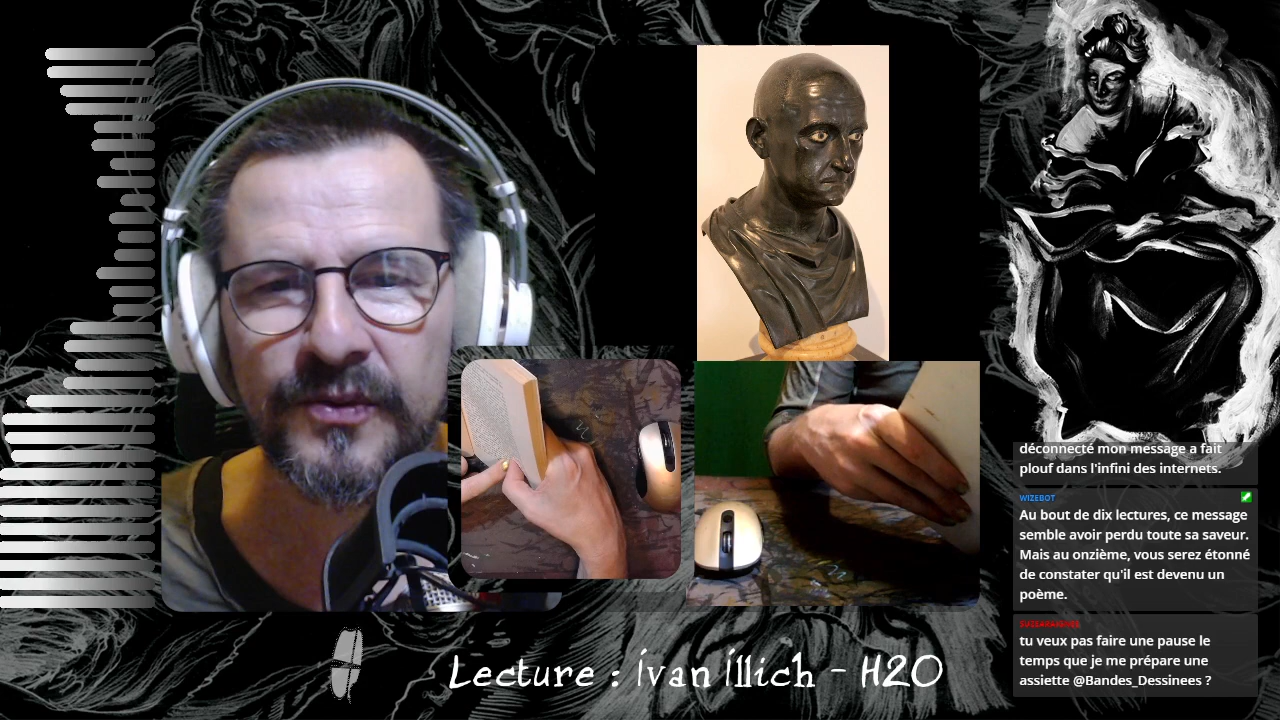 déconnecté mon message a fait
plouf dans l'infini des internets.
WIZEBOT
Au bout de dix lectures, ce message
semble avoir perdu toute sa saveur.
Mais au onzième, vous serez étonné
de constater qu'il est devenu un
poème.
tu veux pas faire une pause le
temps que je me prépare une
assiette @Bandes_Dessinees ?
Lecture : Ivan Illich - H2O